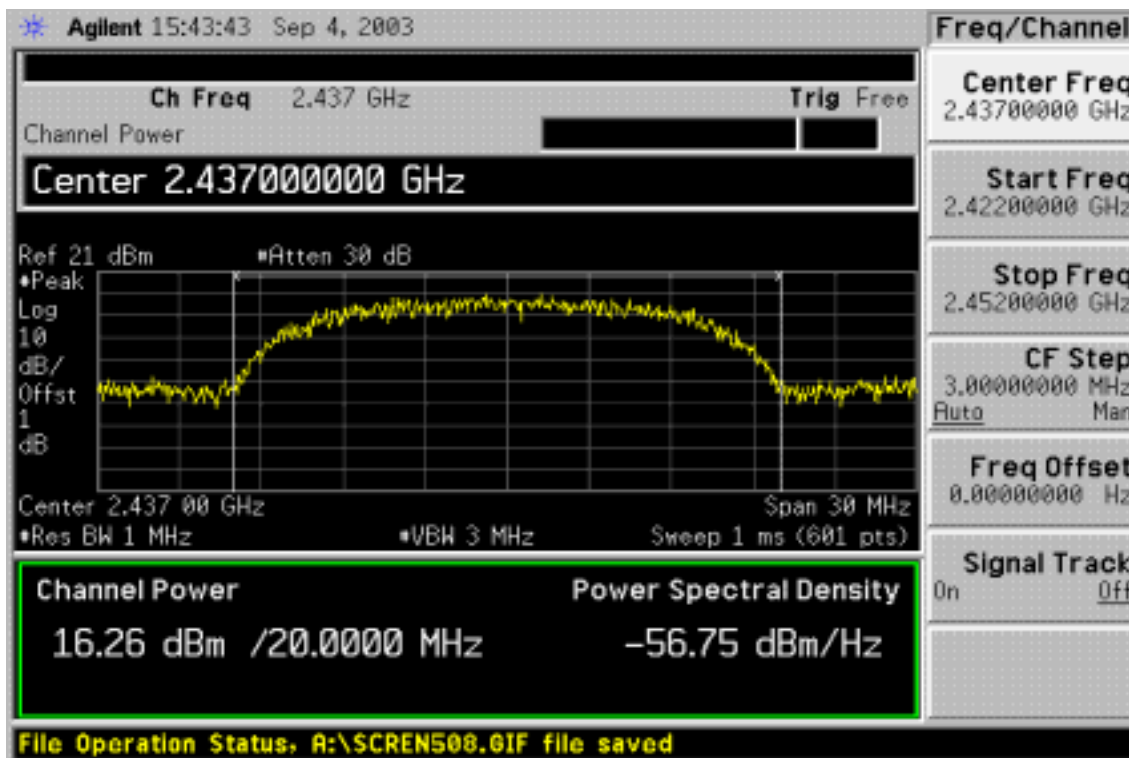 Agilent 15:43:43 Sep 4, 2003
Freq/Channel
Ch Freq 2.437 GHz Trig Free
Channel Power
Center 2.437000000 GHz
Ref 21 dBm #Atten 30 dB
#Peak
Log
10
dB/
Offst
1
dB
Center 2.437 00 GHz Span 30 MHz
#Res BW 1 MHz #VBW 3 MHz Sweep 1 ms (601 pts)
Channel Power Power Spectral Density
16.26 dBm /20.0000 MHz -56.75 dBm/Hz
File Operation Status, A:\SCREN508.GIF file saved
Center Freq
2.43700000 GHz
Start Freq
2.42200000 GHz
Stop Freq
2.45200000 GHz
CF Step
3.00000000 MHz
Auto Man
Freq Offset
0.00000000 Hz
Signal Track
On Off